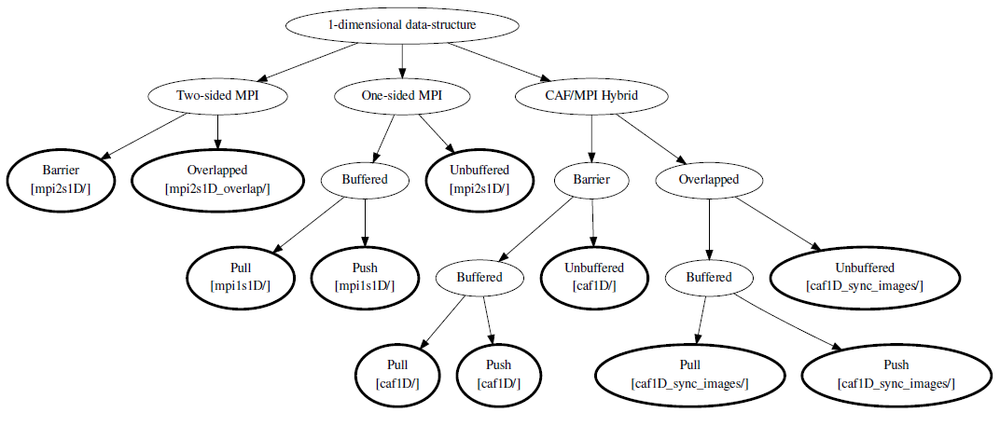 1-dimensional data-structure
Two-sided MPI
One-sided MPI
CAF/MPI Hybrid
Barrier
[mpi2s1D/]
Overlapped
[mpi2s1D_overlap/]
Buffered
Unbuffered
[mpi2s1D/]
Barrier
Overlapped
Pull
[mpi1s1D/]
Push
[mpi1s1D/]
Buffered
Unbuffered
[caf1D/]
Buffered
Unbuffered
[caf1D_sync_images/]
Pull
[caf1D/]
Push
[caf1D/]
Pull
[caf1D_sync_images/]
Push
[caf1D_sync_images/]